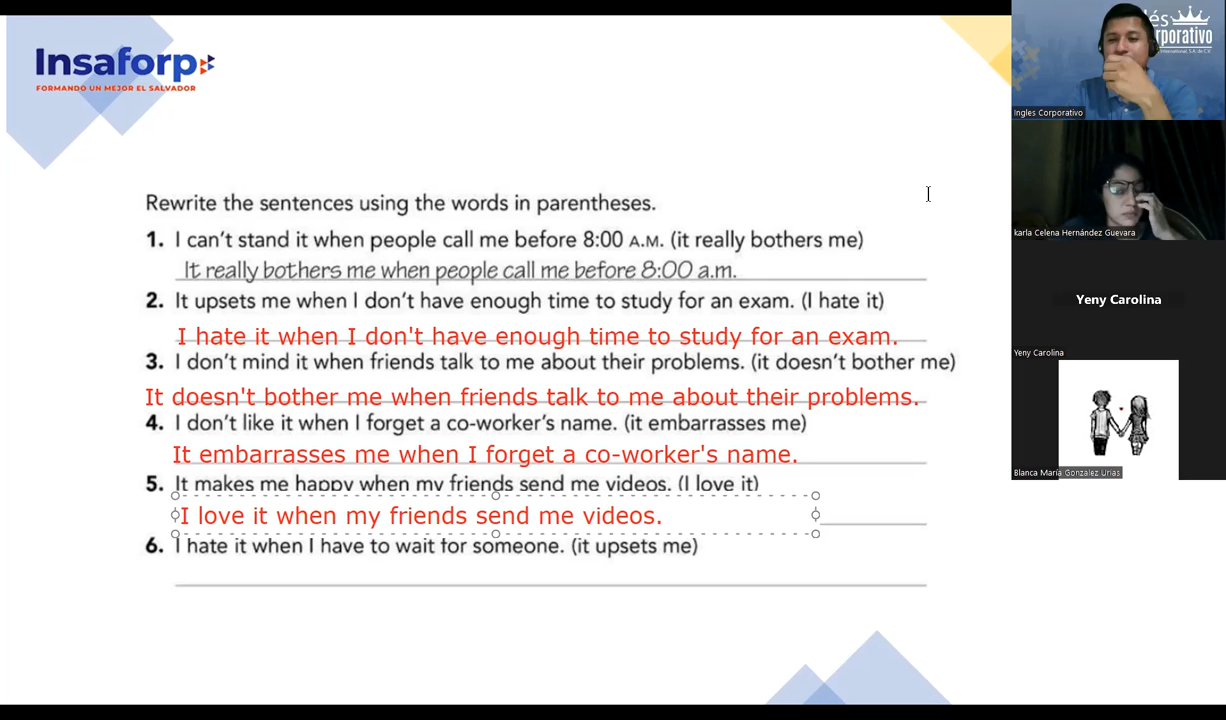 Insaforp
FORMANDO UN MEJOR EL SALVADOR
Rewrite the sentences using the words in parentheses.
1. I can't stand it when people call me before 8:00 A.M. (it really bothers me)
It really bothers me when people call me before 8:00 a.m.
2. It upsets me when I don't have enough time to study for an exam. (I hate it)
I hate it when I don't have enough time to study for an exam.
3. I don't mind it when friends talk to me about their problems. (it doesn't bother me)
It doesn't bother me when friends talk to me about their problems.
4. I don't like it when I forget a co-worker's name. (it embarrasses me)
It embarrasses me when I forget a co-worker's name.
5. It makes me happy when my friends send me videos. (I love it)
I love it when my friends send me videos.
6. I hate it when I have to wait for someone. (it upsets me)
Ingles Corporativo
karla Celena Hernández Guevara
Yeny Carolina
Yeny Carolina
Blanca María Gonzalez Urias